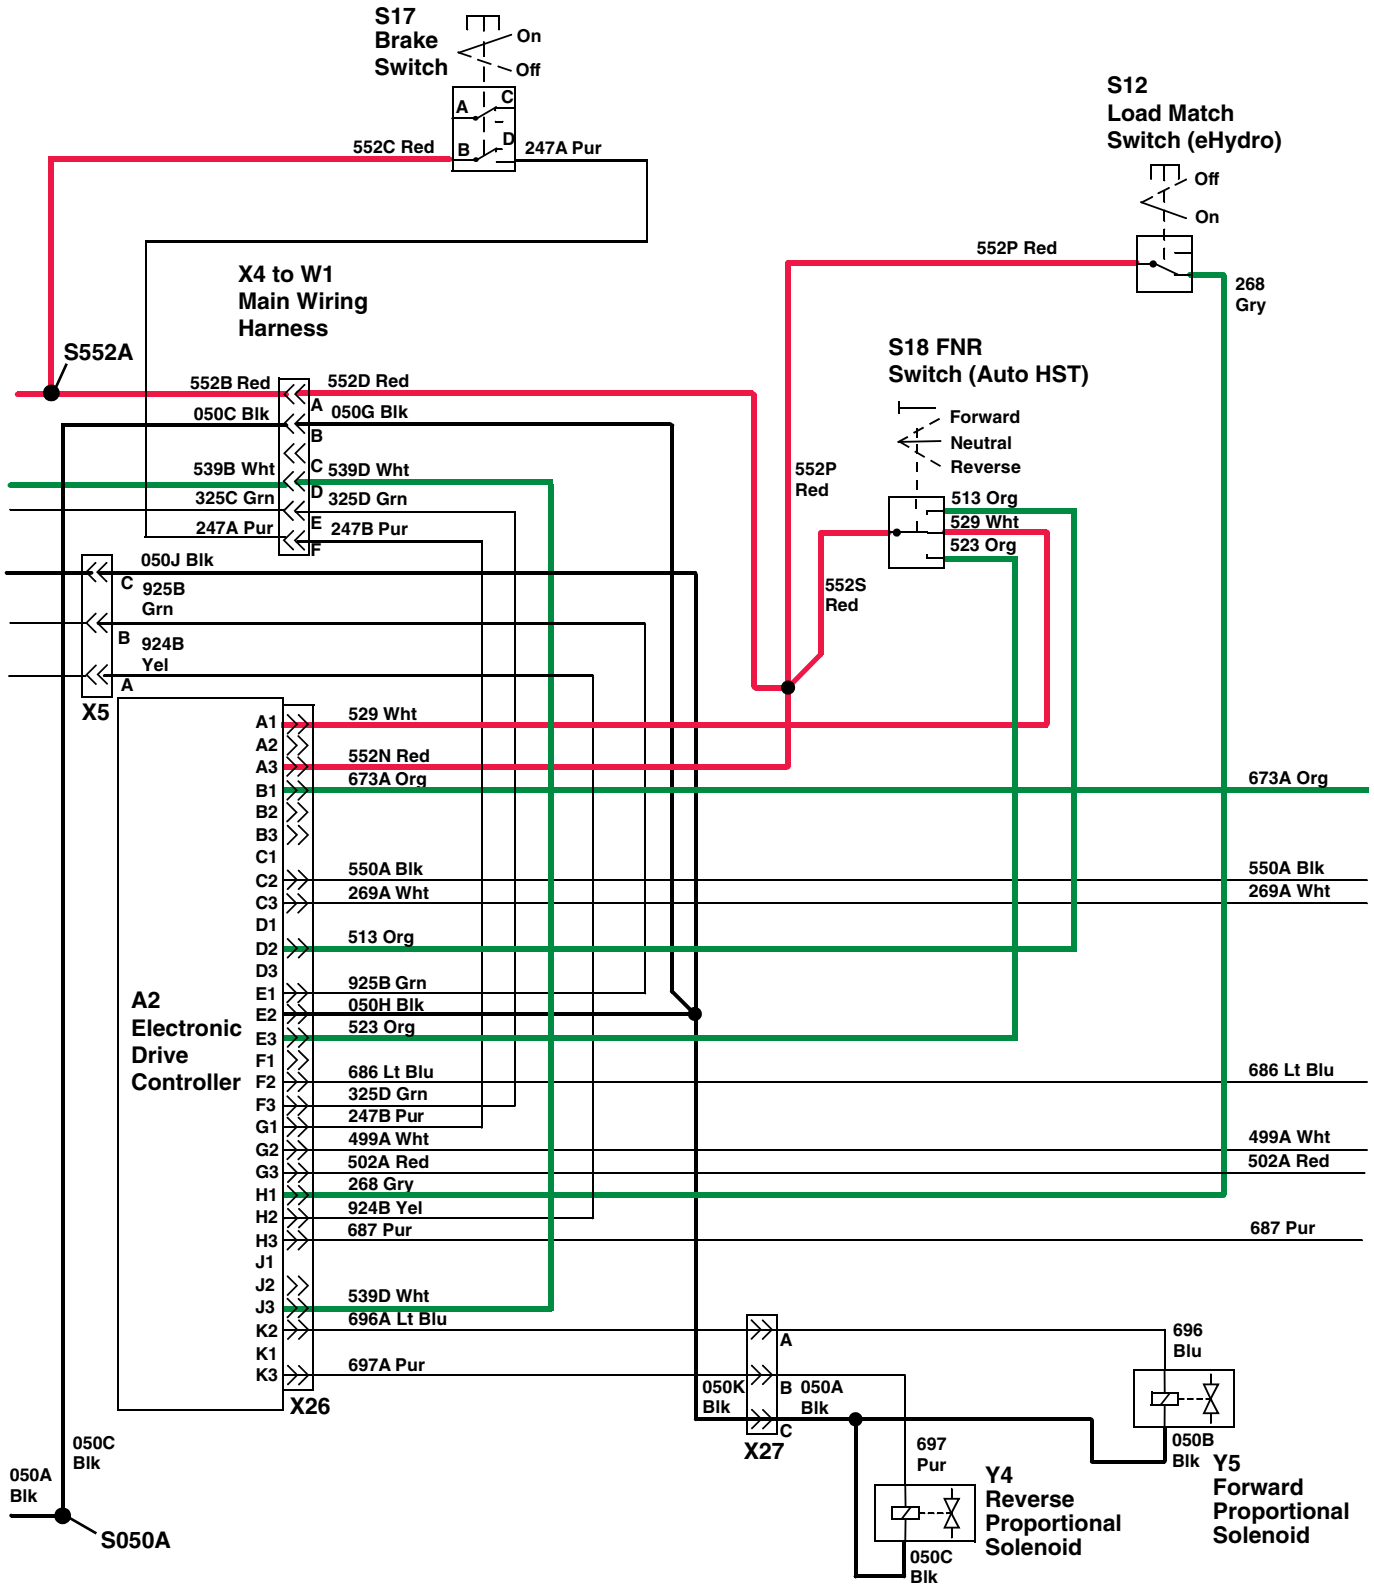 S17
Brake
Switch
On
Off
A
C
B
D
552C Red
247A Pur
S12
Load Match
Switch (eHydro)
Off
On
552P Red
268
Gry
X4 to W1
Main Wiring
Harness
S552A
S18 FNR
Switch (Auto HST)
Forward
Neutral
Reverse
552B Red
552D Red
A
050C Blk
050G Blk
B
C
539B Wht
539D Wht
D
325C Grn
325D Grn
E
247A Pur
247B Pur
F
552P
Red
513 Org
529 Wht
523 Org
552S
Red
050J Blk
C
925B
Grn
B
924B
Yel
A
X5
A1
529 Wht
A2
A3
552N Red
B1
673A Org
673A Org
B2
B3
C1
C2
550A Blk
550A Blk
C3
269A Wht
269A Wht
D1
D2
513 Org
D3
E1
925B Grn
E2
050H Blk
E3
523 Org
F1
F2
686 Lt Blu
686 Lt Blu
F3
325D Grn
G1
247B Pur
G2
499A Wht
499A Wht
G3
502A Red
502A Red
H1
268 Gry
H2
924B Yel
H3
687 Pur
687 Pur
J1
J2
J3
539D Wht
K2
696A Lt Blu
K1
K3
697A Pur
A2
Electronic
Drive
Controller
X26
A
B
C
050K
Blk
050A
Blk
X27
696
Blu
050B
Blk
Y5
Forward
Proportional
Solenoid
697
Pur
Y4
Reverse
Proportional
Solenoid
050C
Blk
050C
Blk
050A
Blk
S050A